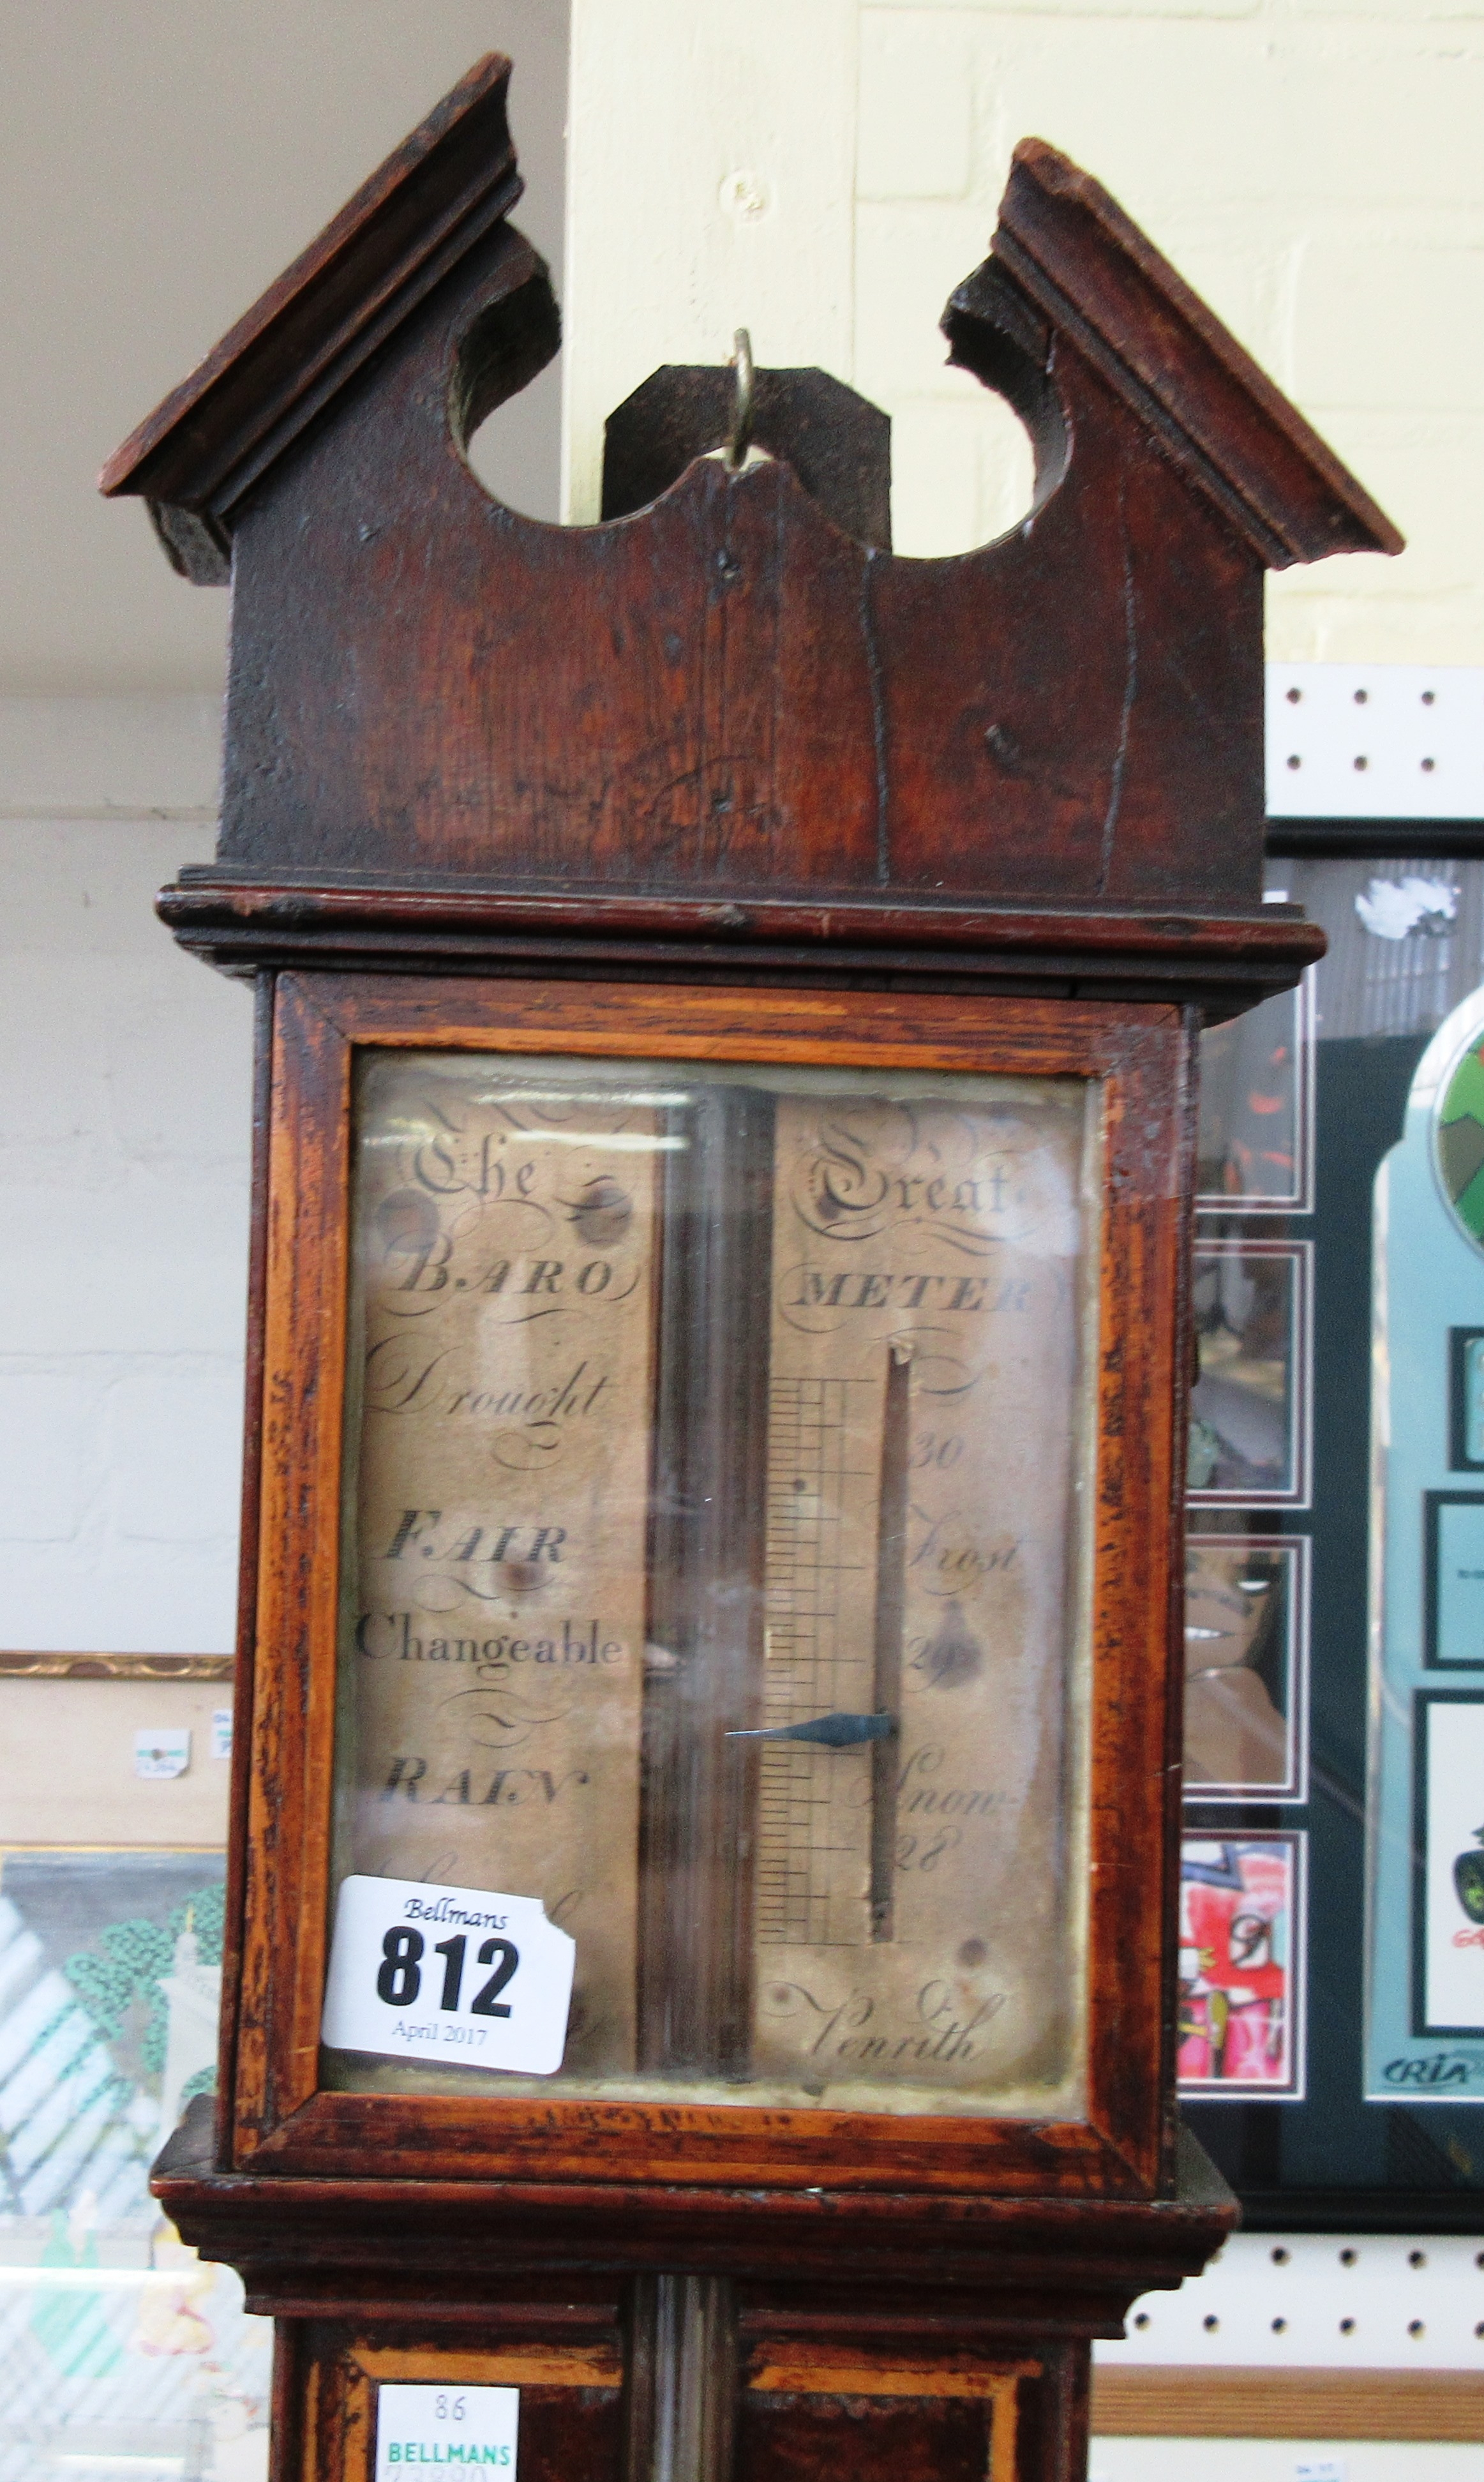 The Great
BARO METER
Drought
30
FAIR
Frost
Changeable
29
RAIN
Snow
28
Penrith
Bellmans
812
April 2017
86
BELLMANS